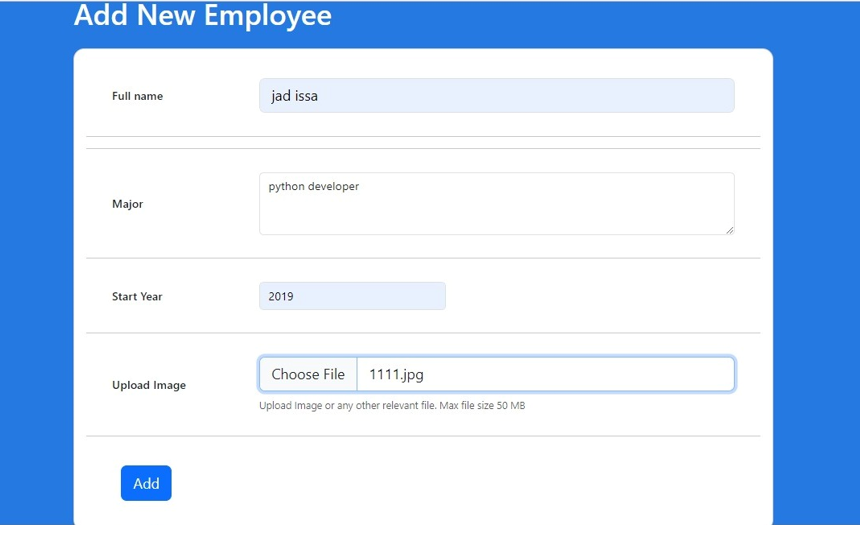 Add New Employee
Full name
jad issa
Major
python developer
Start Year
2019
Upload Image
Choose File 1111.jpg
Upload Image or any other relevant file. Max file size 50 MB
Add